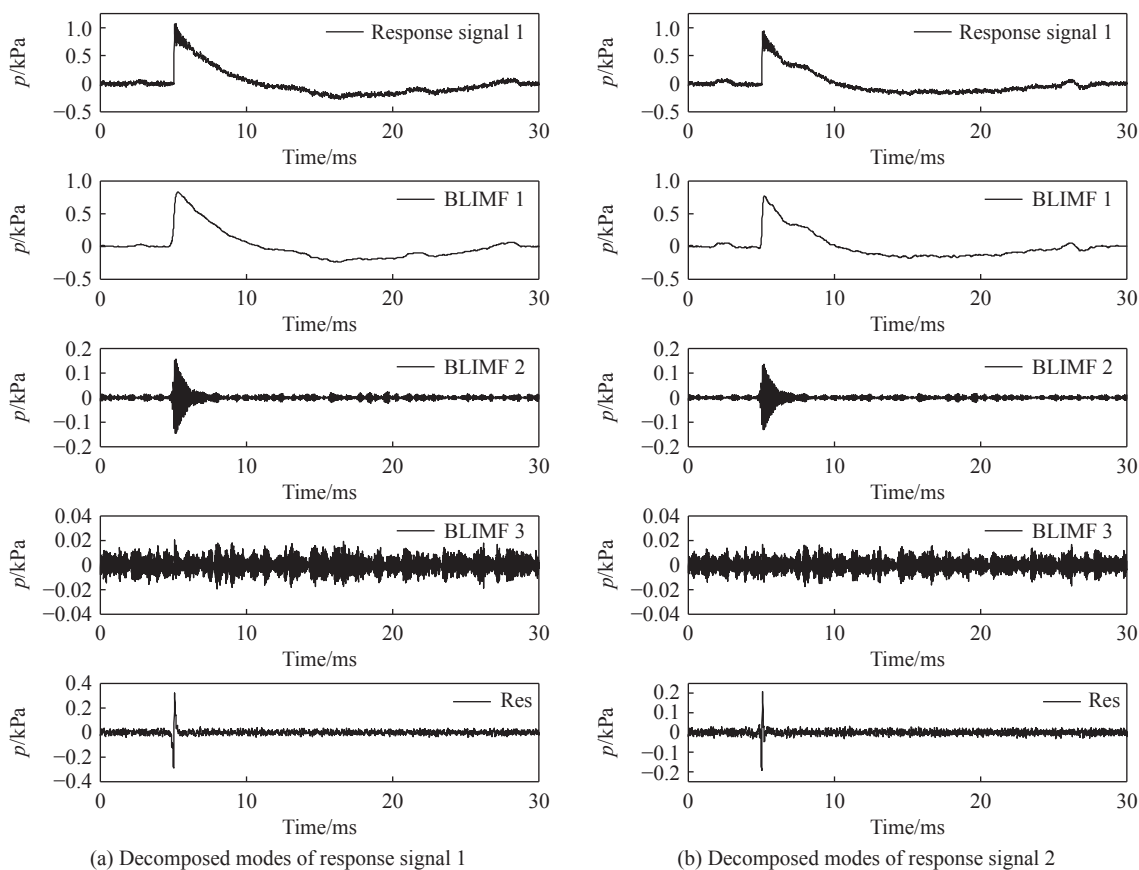 p/kPa
1.0
0.5
0
−0.5
Response signal 1
0 10 20 30
Time/ms
p/kPa
1.0
0.5
0
−0.5
BLIMF 1
0 10 20 30
Time/ms
p/kPa
0.2
0.1
0
−0.1
−0.2
BLIMF 2
0 10 20 30
Time/ms
p/kPa
0.04
0.02
0
−0.02
−0.04
BLIMF 3
0 10 20 30
Time/ms
p/kPa
0.4
0.2
0
−0.2
−0.4
Res
0 10 20 30
Time/ms
(a) Decomposed modes of response signal 1
p/kPa
1.0
0.5
0
−0.5
Response signal 1
0 10 20 30
Time/ms
p/kPa
1.0
0.5
0
−0.5
BLIMF 1
0 10 20 30
Time/ms
p/kPa
0.2
0.1
0
−0.1
−0.2
BLIMF 2
0 10 20 30
Time/ms
p/kPa
0.04
0.02
0
−0.02
−0.04
BLIMF 3
0 10 20 30
Time/ms
p/kPa
0.2
0.1
0
−0.1
−0.2
Res
0 10 20 30
Time/ms
(b) Decomposed modes of response signal 2